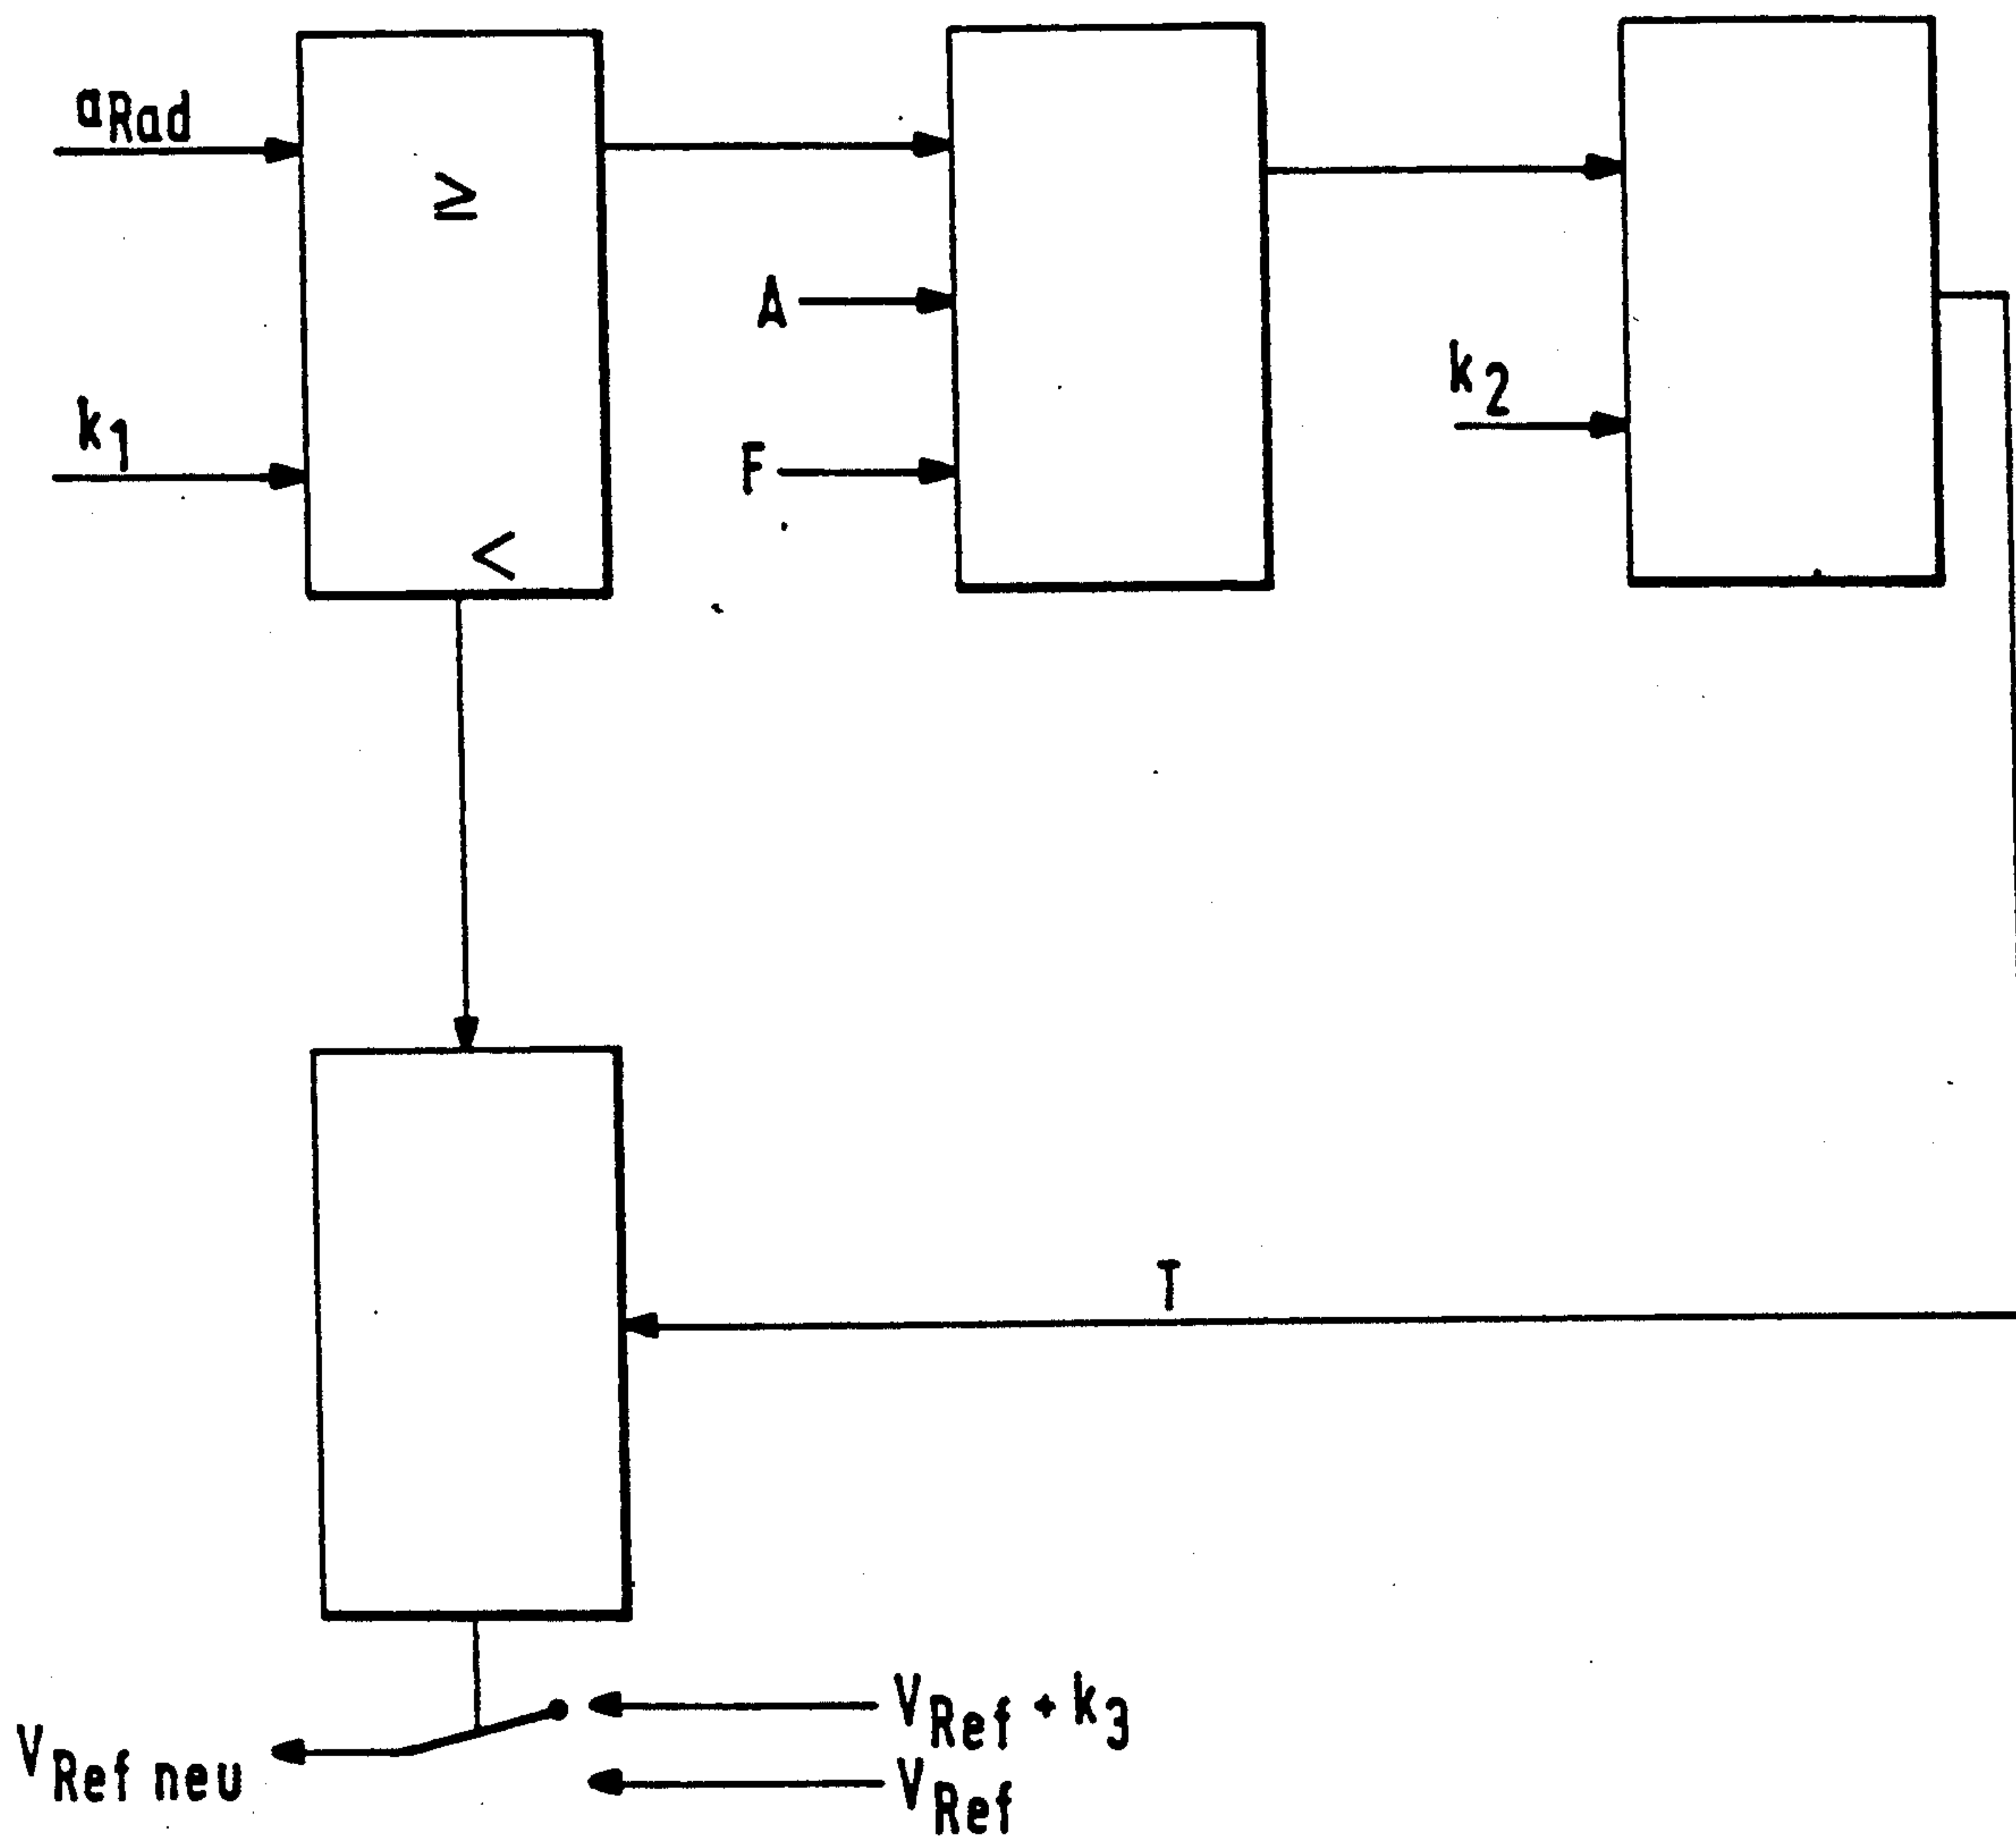 aRad
≥
A
k2
k1
F
<
T
VRef + k3
VRef neu
VRef